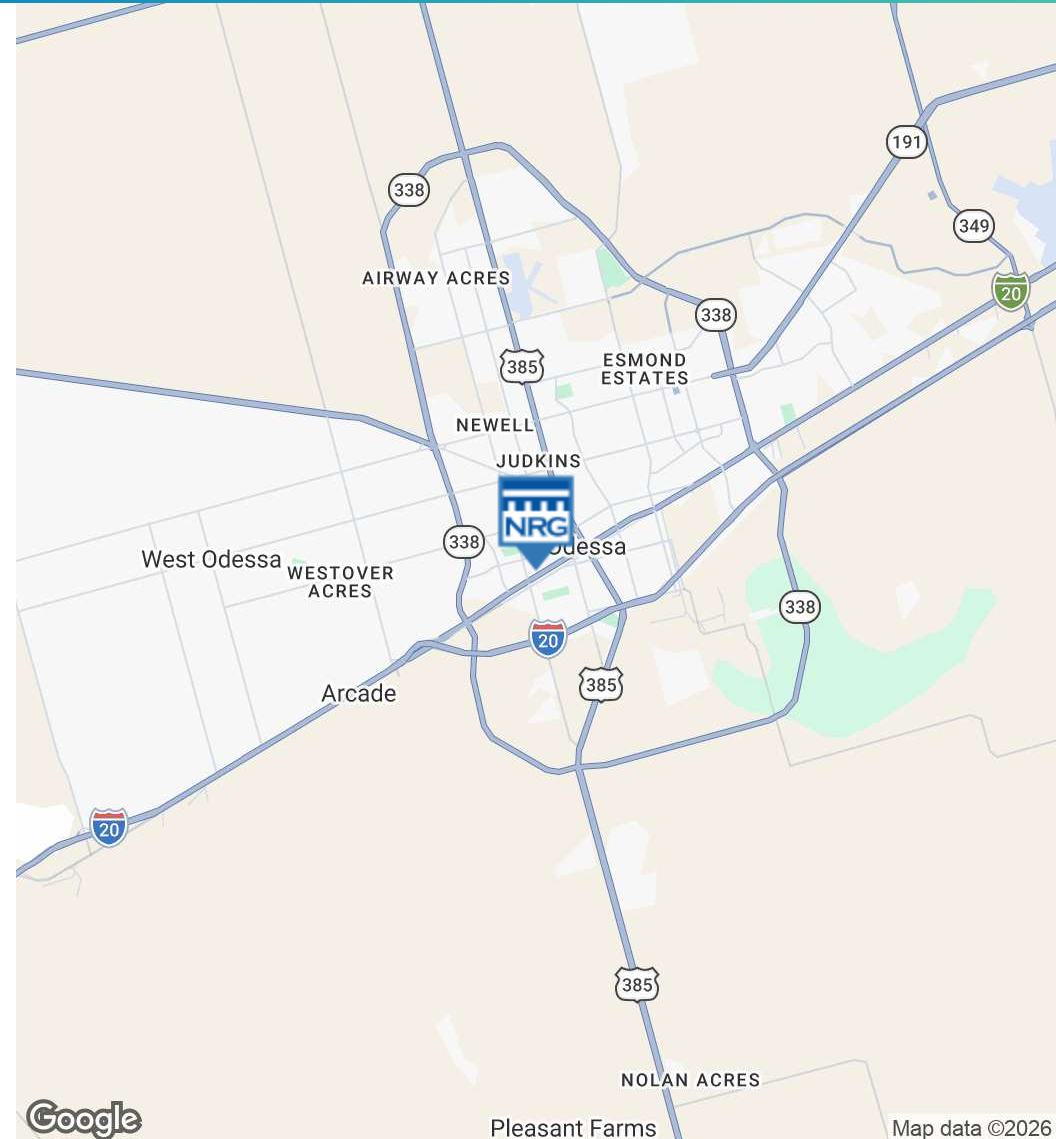 191
338
349
AIRWAY ACRES
20
338
385
ESMOND
ESTATES
NEWELL
JUDKINS
NRG
338
Odessa
West Odessa
WESTOVER
ACRES
338
20
385
Arcade
20
385
NOLAN ACRES
Pleasant Farms
Google
Map data ©2026